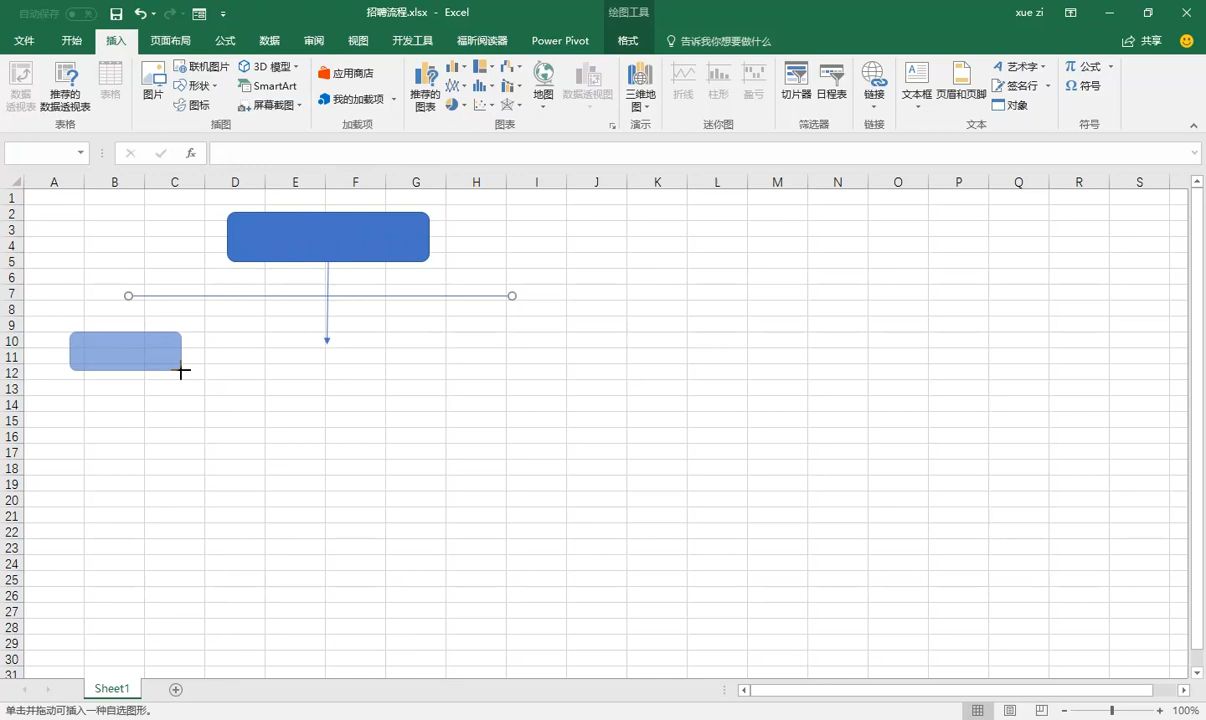 自动保存
招聘流程.xlsx - Excel
绘图工具
xue zi
文件 开始 插入 页面布局 公式 数据 审阅 视图 开发工具 福昕阅读器 Power Pivot 格式 告诉我你想要做什么 共享
数据
透视表
推荐的
数据透视表
表格
表格
图片
联机图片
形状
图标
3D 模型
SmartArt
屏幕截图
插图
应用商店
我的加载项
加载项
推荐的
图表
图表
地图
数据透视图
三维地
图
演示
折线
柱形
盈亏
迷你图
切片器
日程表
筛选器
链接
链接
文本框
页眉和页脚
艺术字
签名行
对象
文本
π 公式
Ω 符号
符号
fx
A B C D E F G H I J K L M N O P Q R S
1
2
3
4
5
6
7
8
9
10
11
12
13
14
15
16
17
18
19
20
21
22
23
24
25
26
27
28
29
30
31
Sheet1
单击并拖动可插入一种自选图形。
100%